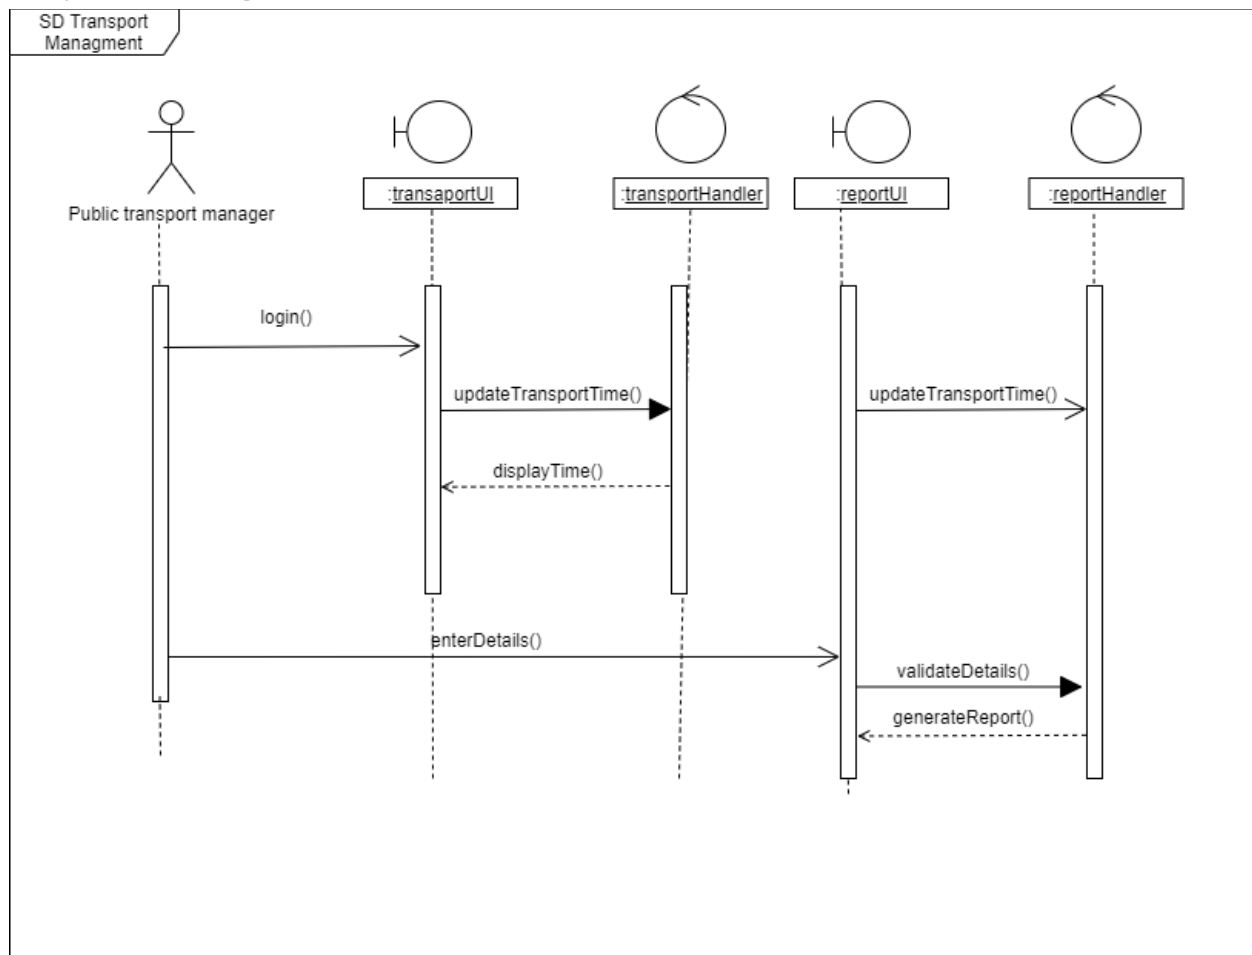 SD Transport
Managment
Public transport manager
:transaportUI
:transportHandler
:reportUI
:reportHandler
login()
updateTransportTime()
updateTransportTime()
displayTime()
enterDetails()
validateDetails()
generateReport()